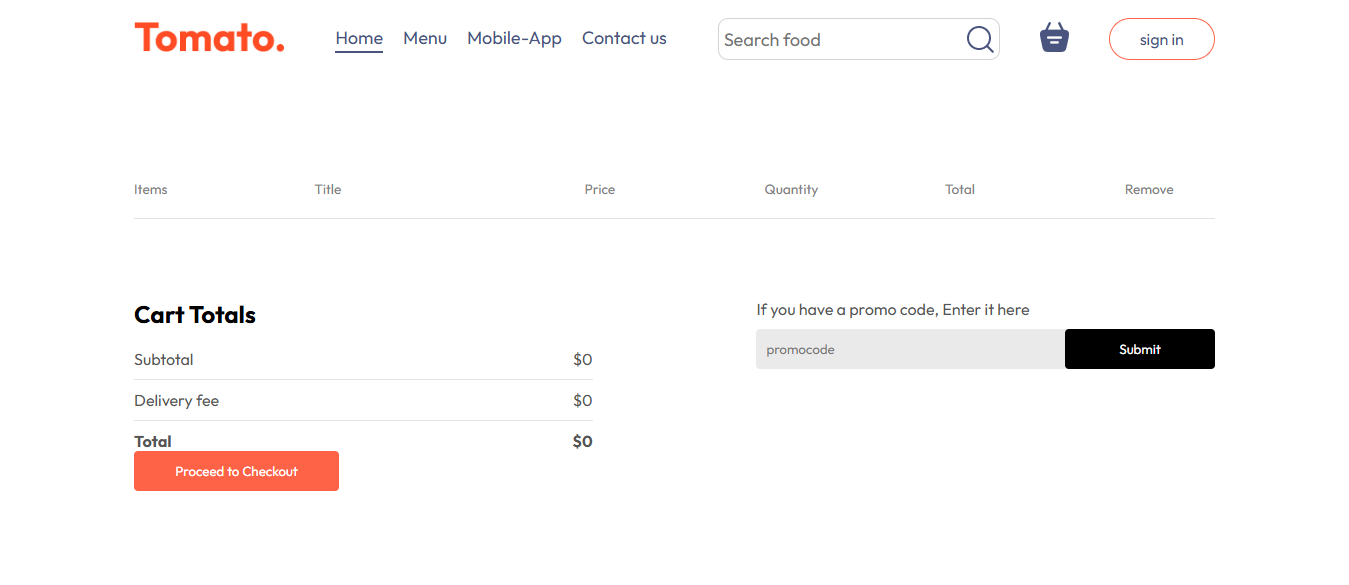 Tomato. Home Menu Mobile-App Contact us Search food sign in
Items Title Price Quantity Total Remove
Cart Totals
Subtotal $0
Delivery fee $0
Total $0
Proceed to Checkout
If you have a promo code, Enter it here
promocode Submit